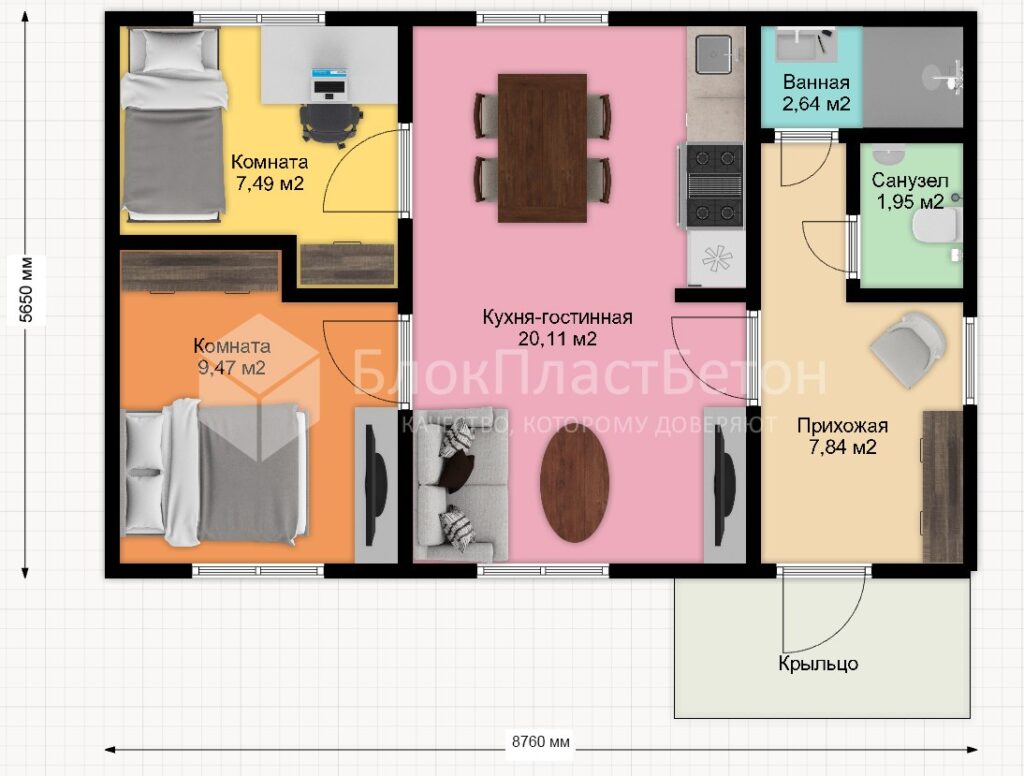 Ванная
2,64 м2
Комната
7,49 м2
Санузел
1,95 м2
5650 мм
Кухня-гостинная
20,11 м2
Комната
9,47 м2
БлокПластБетон
КАЧЕСТВО, КОТОРОМУ ДОВЕРЯЮТ
Прихожая
7,84 м2
Крыльцо
8760 мм